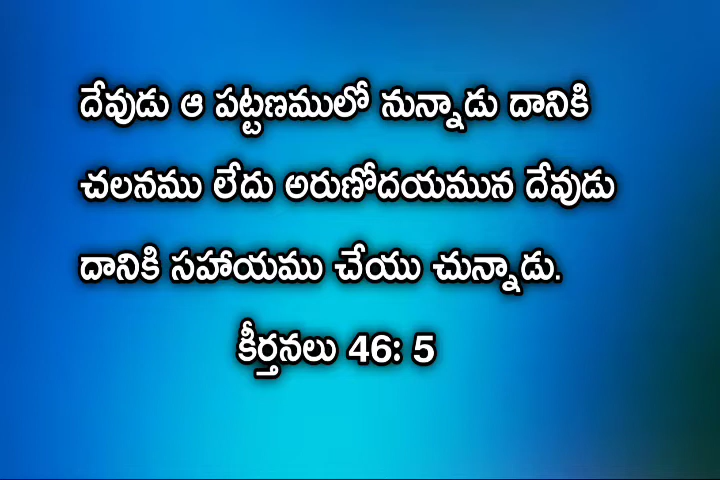 దేవుడు ఆ పట్టణములో నున్నాడు దానికి
చలనము లేదు అరుణోదయమున దేవుడు
దానికి సహాయము చేయు చున్నాడు.
కీర్తనలు 46: 5